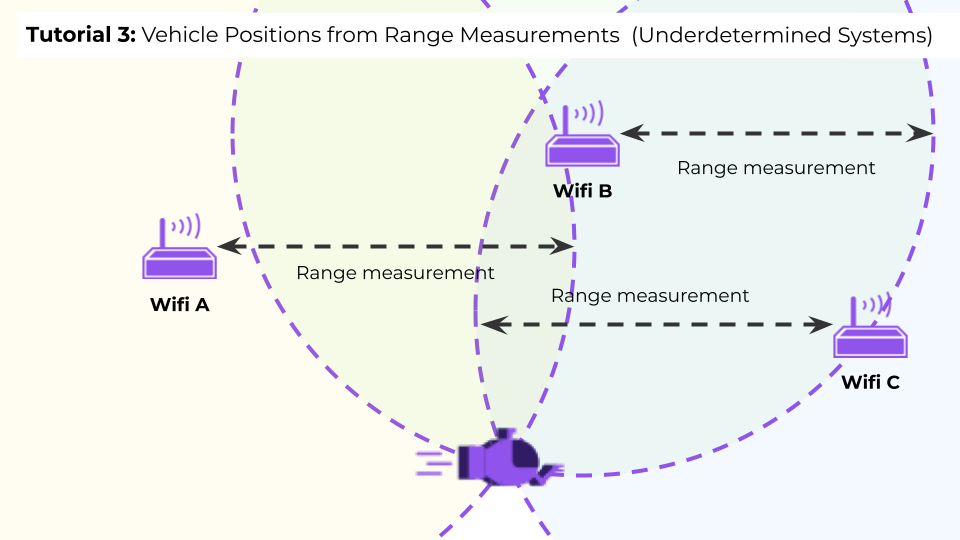 Tutorial 3: Vehicle Positions from Range Measurements (Underdetermined Systems)
Range measurement
Wifi B
Range measurement
Wifi A
Range measurement
Wifi C